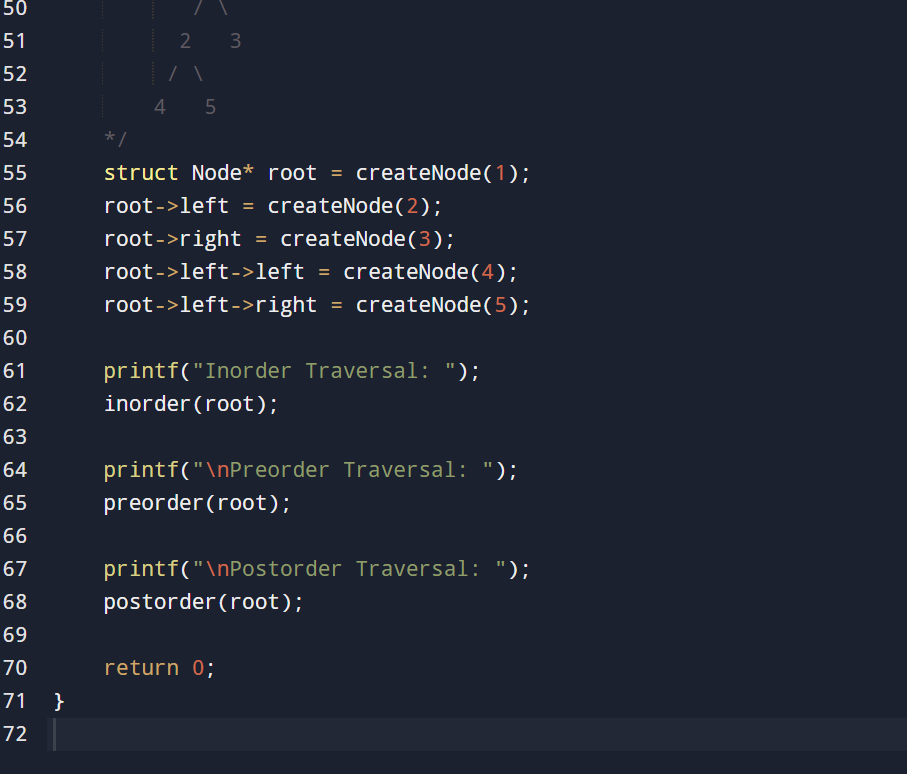 50            / \
51           2   3
52          / \
53         4   5
54     */
55     struct Node* root = createNode(1);
56     root->left = createNode(2);
57     root->right = createNode(3);
58     root->left->left = createNode(4);
59     root->left->right = createNode(5);
60
61     printf("Inorder Traversal: ");
62     inorder(root);
63
64     printf("\nPreorder Traversal: ");
65     preorder(root);
66
67     printf("\nPostorder Traversal: ");
68     postorder(root);
69
70     return 0;
71 }
72